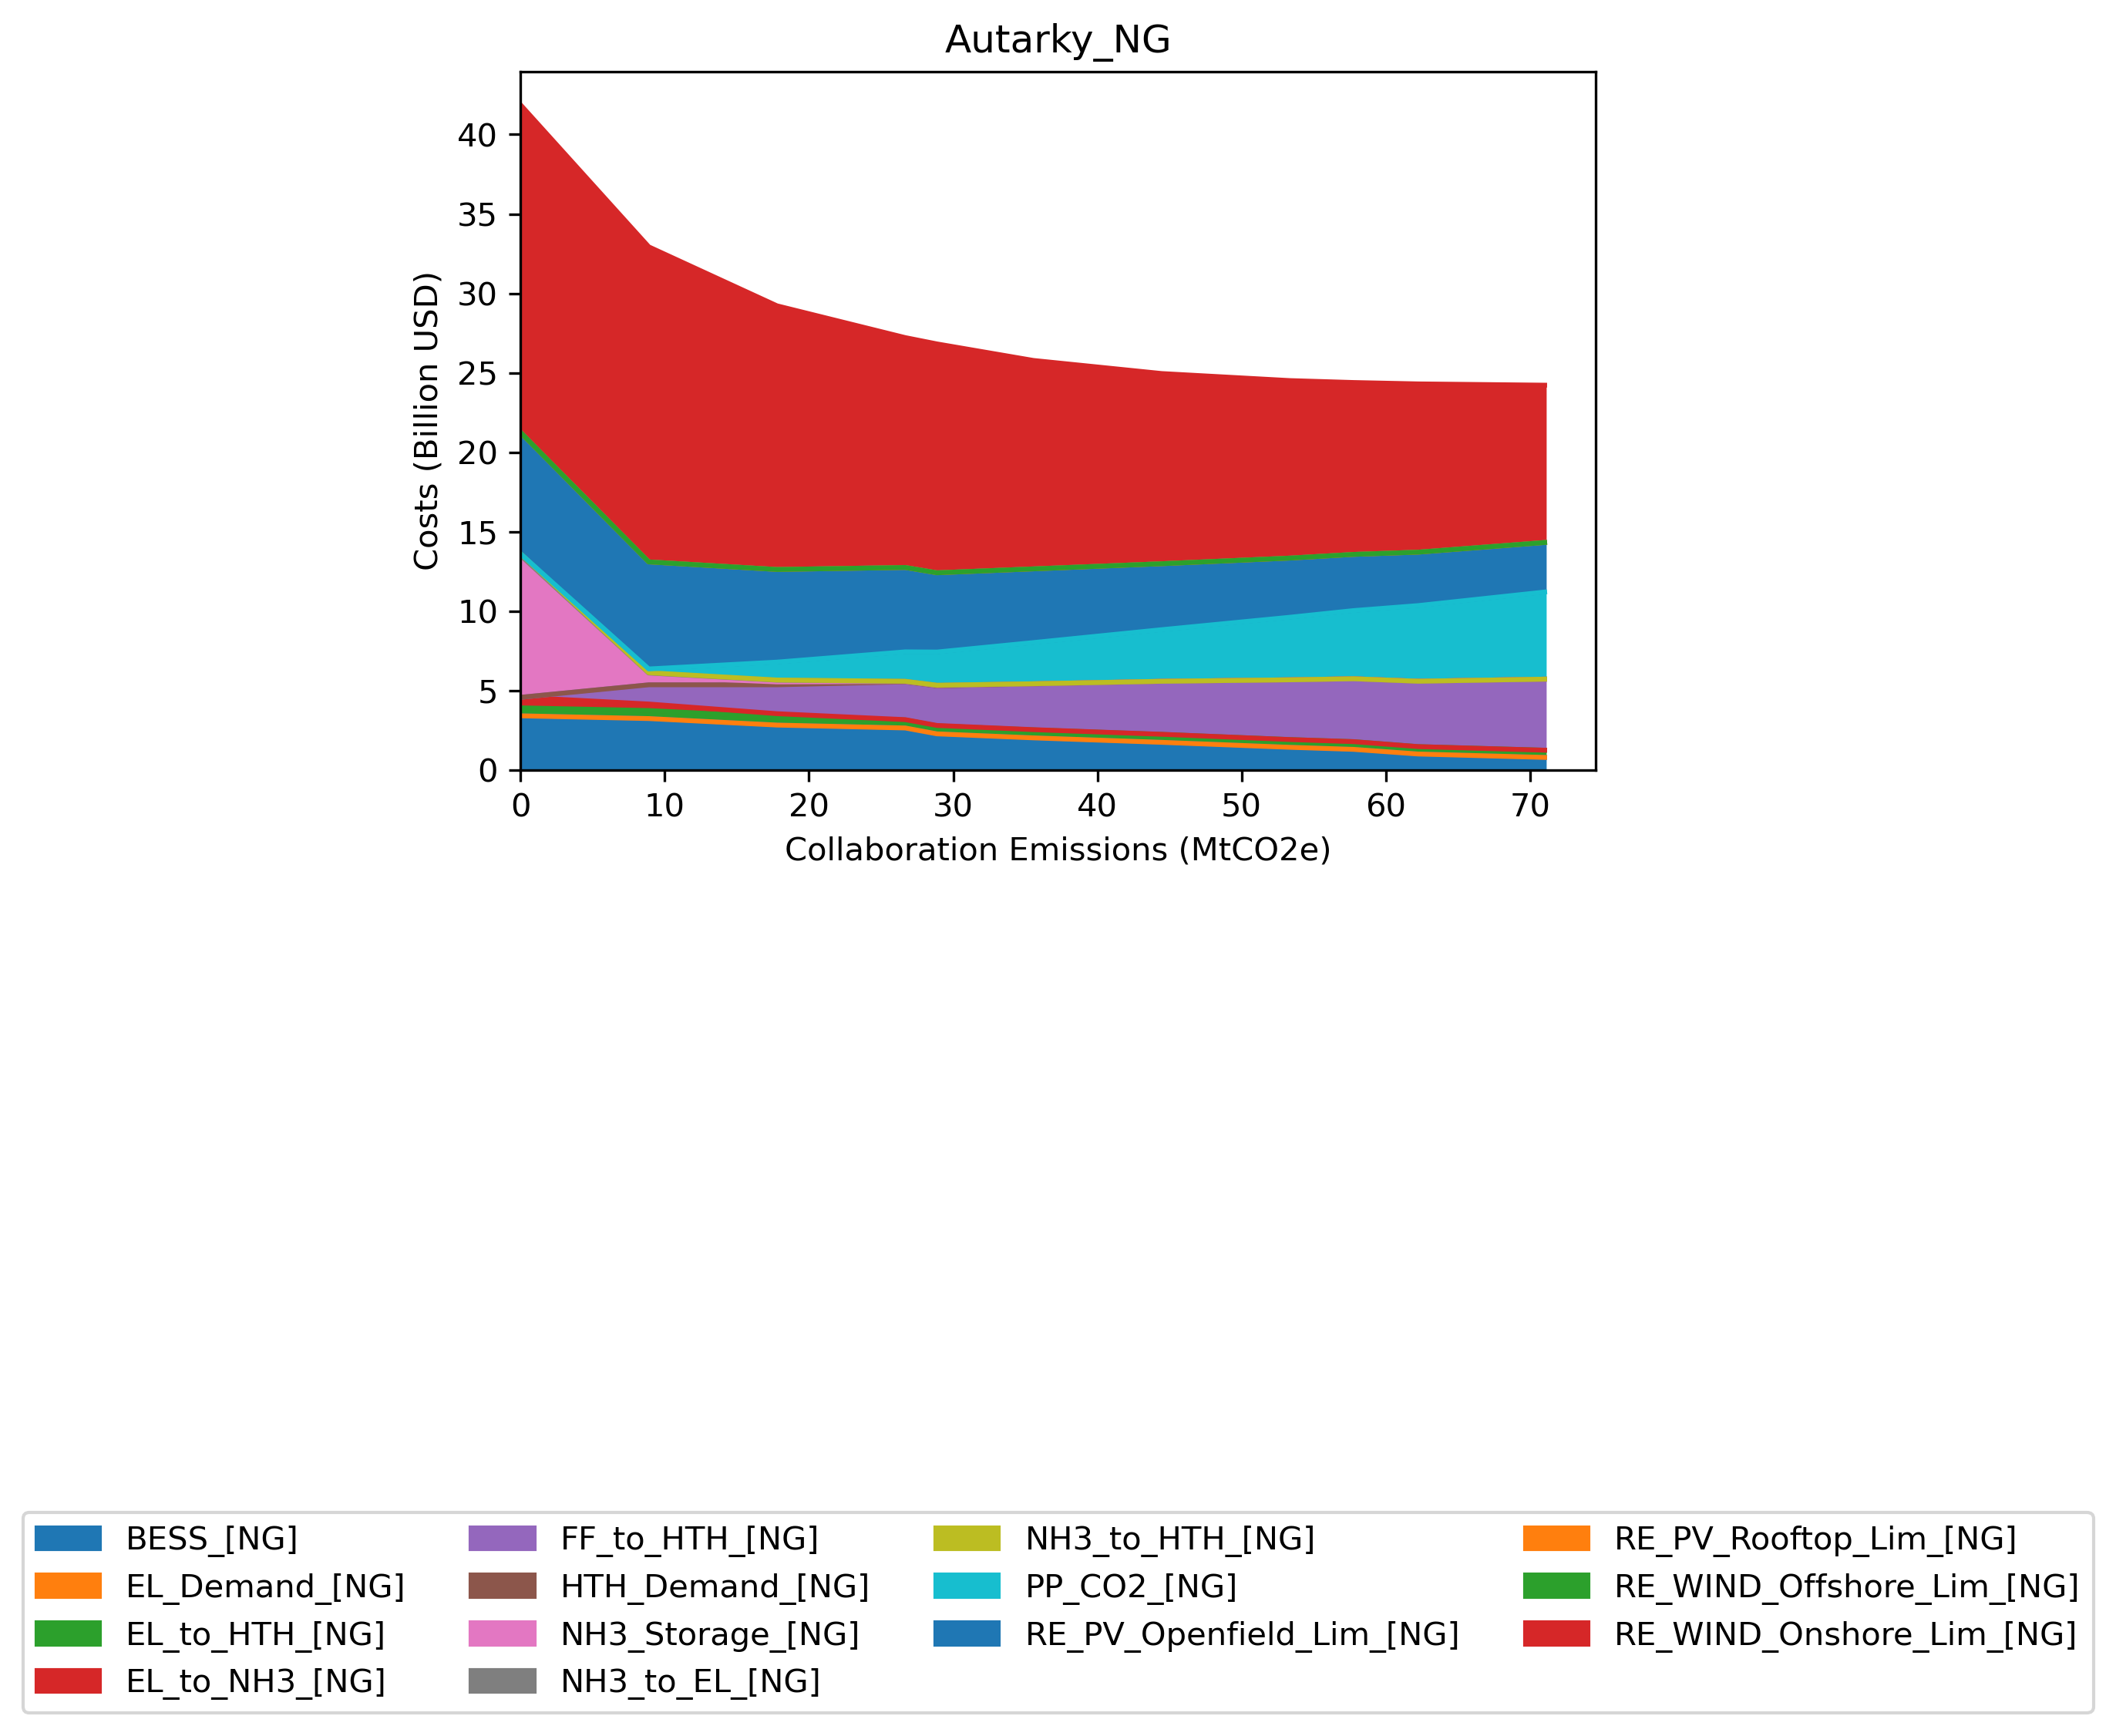 Autarky_NG
Costs (Billion USD)
40
35
30
25
20
15
10
5
0
0 10 20 30 40 50 60 70
Collaboration Emissions (MtCO2e)
BESS_[NG]
EL_Demand_[NG]
EL_to_HTH_[NG]
EL_to_NH3_[NG]
FF_to_HTH_[NG]
HTH_Demand_[NG]
NH3_Storage_[NG]
NH3_to_EL_[NG]
NH3_to_HTH_[NG]
PP_CO2_[NG]
RE_PV_Openfield_Lim_[NG]
RE_PV_Rooftop_Lim_[NG]
RE_WIND_Offshore_Lim_[NG]
RE_WIND_Onshore_Lim_[NG]